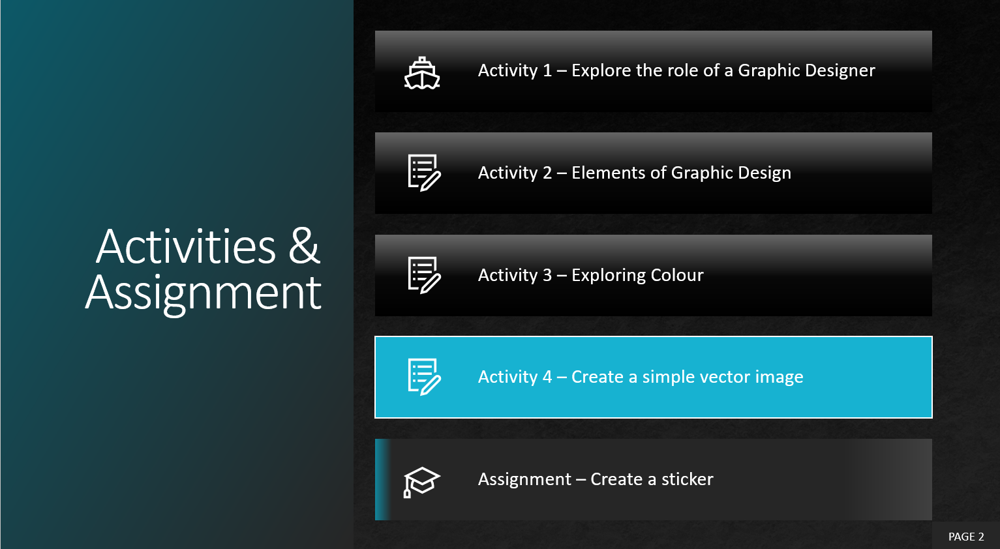 Activities &
Assignment
Activity 1 – Explore the role of a Graphic Designer
Activity 2 – Elements of Graphic Design
Activity 3 – Exploring Colour
Activity 4 – Create a simple vector image
Assignment – Create a sticker
PAGE 2